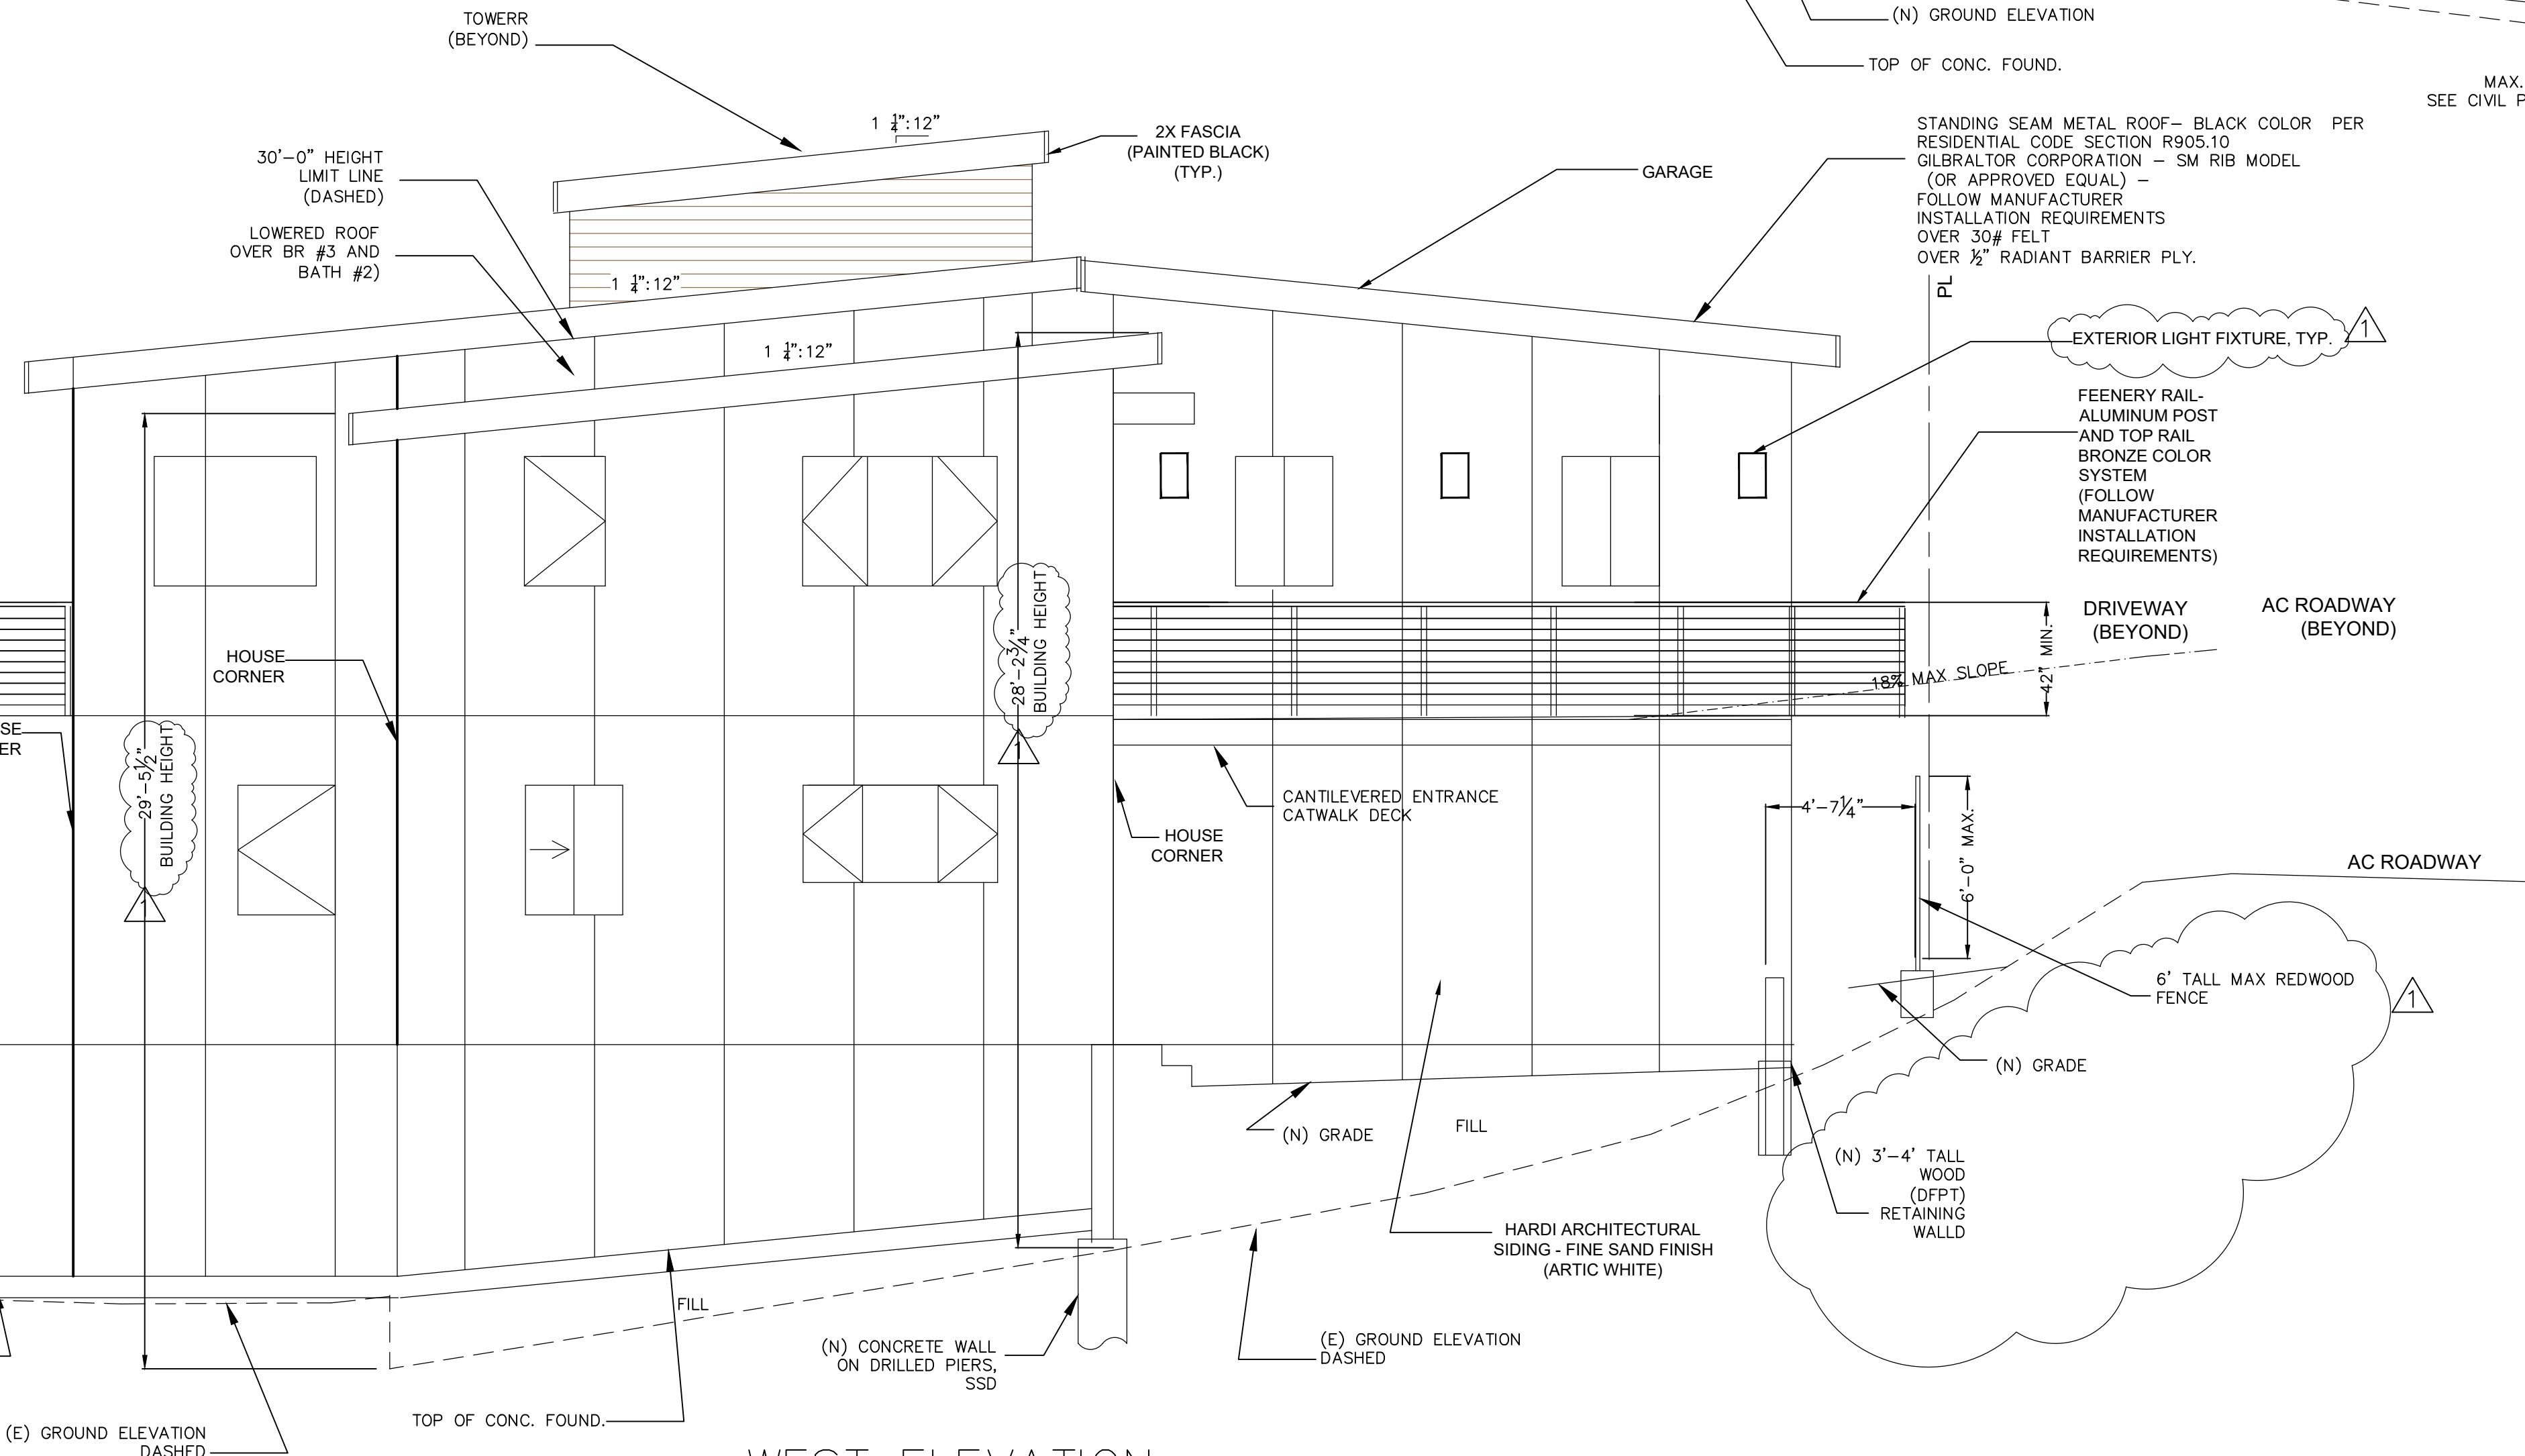 TOWERR
(BEYOND)
(N) GROUND ELEVATION
TOP OF CONC. FOUND.
MAX.
SEE CIVIL P
1 ¼":12"
2X FASCIA
(PAINTED BLACK)
(TYP.)
30'-0" HEIGHT
LIMIT LINE
(DASHED)
LOWERED ROOF
OVER BR #3 AND
BATH #2)
GARAGE
STANDING SEAM METAL ROOF- BLACK COLOR PER
RESIDENTIAL CODE SECTION R905.10
GILBRALTOR CORPORATION - SM RIB MODEL
(OR APPROVED EQUAL) -
FOLLOW MANUFACTURER
INSTALLATION REQUIREMENTS
OVER 30# FELT
OVER ½" RADIANT BARRIER PLY.
1 ¼":12"
PL
1 ¼":12"
EXTERIOR LIGHT FIXTURE, TYP.
1
FEENERY RAIL-
ALUMINUM POST
AND TOP RAIL
BRONZE COLOR
SYSTEM
(FOLLOW
MANUFACTURER
INSTALLATION
REQUIREMENTS)
DRIVEWAY
(BEYOND)
AC ROADWAY
(BEYOND)
42" MIN.
18% MAX SLOPE
HOUSE
CORNER
28'-2¾"
BUILDING HEIGHT
1
SE
ER
29'-5½"
BUILDING HEIGHT
1
CANTILEVERED ENTRANCE
CATWALK DECK
HOUSE
CORNER
4'-7¼"
6'-0" MAX.
AC ROADWAY
6' TALL MAX REDWOOD
FENCE
1
(N) GRADE
(N) GRADE
FILL
(N) 3'-4' TALL
WOOD
(DFPT)
RETAINING
WALLD
HARDI ARCHITECTURAL
SIDING - FINE SAND FINISH
(ARTIC WHITE)
FILL
(N) CONCRETE WALL
ON DRILLED PIERS,
SSD
(E) GROUND ELEVATION
DASHED
TOP OF CONC. FOUND.
(E) GROUND ELEVATION
DASHED
WEST ELEVATION